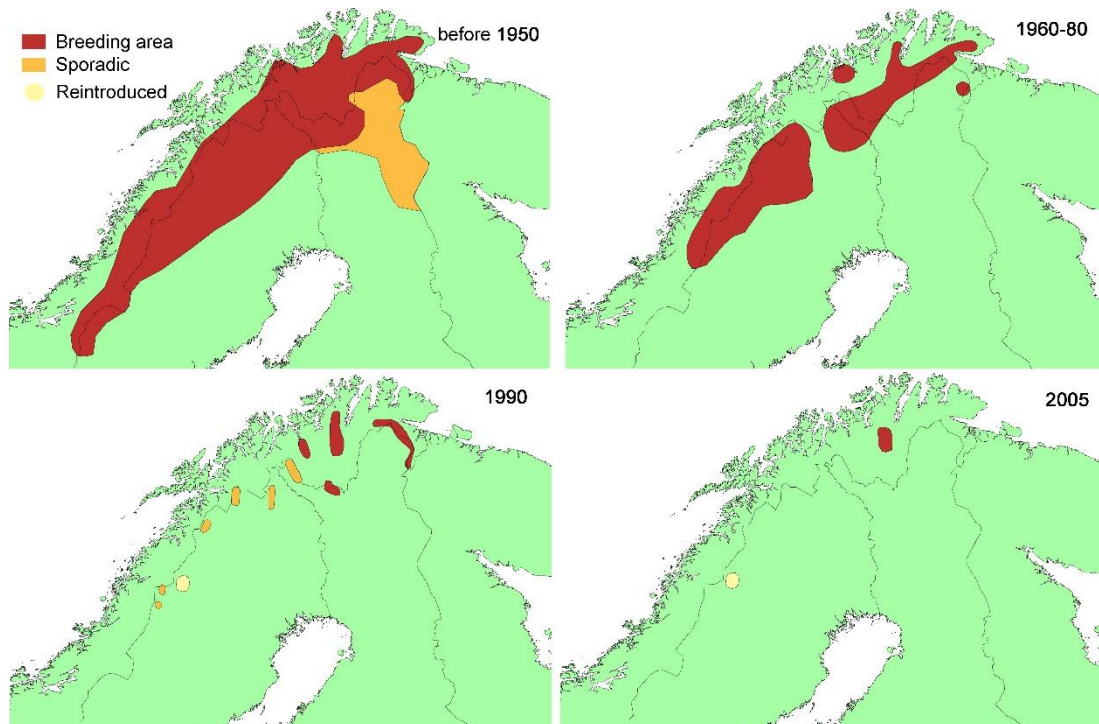 Breeding area
Sporadic
Reintroduced
before 1950
1960-80
1990
2005